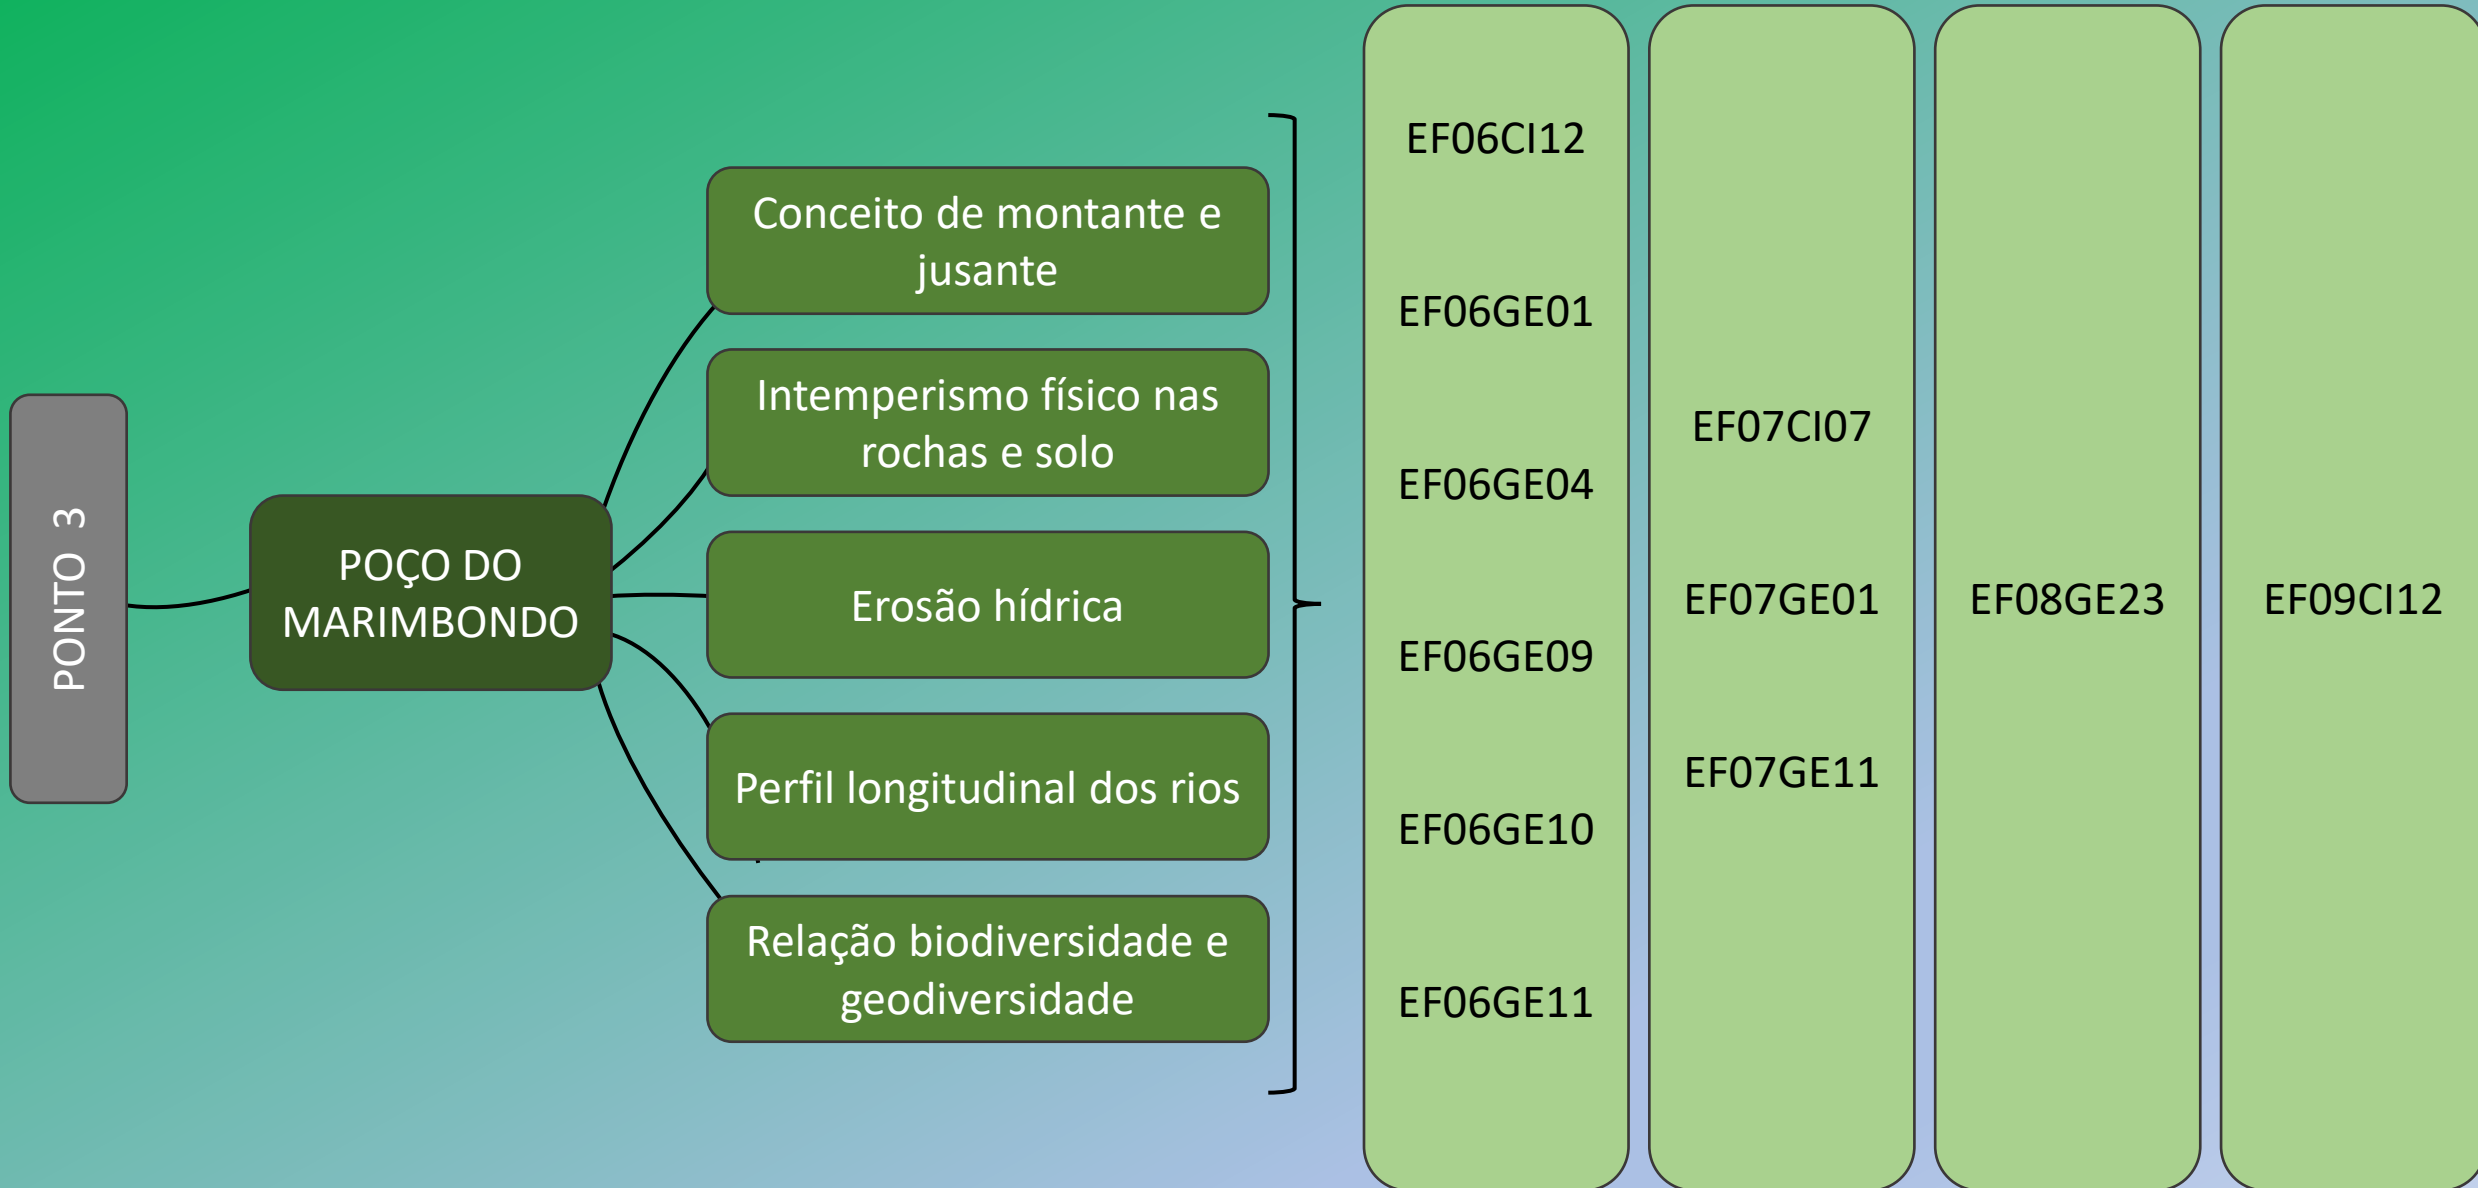 PONTO 3
POÇO DO
MARIMBONDO
Conceito de montante e
jusante
Intemperismo físico nas
rochas e solo
Erosão hídrica
Perfil longitudinal dos rios
Relação biodiversidade e
geodiversidade
EF06CI12
EF06GE01
EF06GE04
EF06GE09
EF06GE10
EF06GE11
EF07CI07
EF07GE01
EF07GE11
EF08GE23
EF09CI12